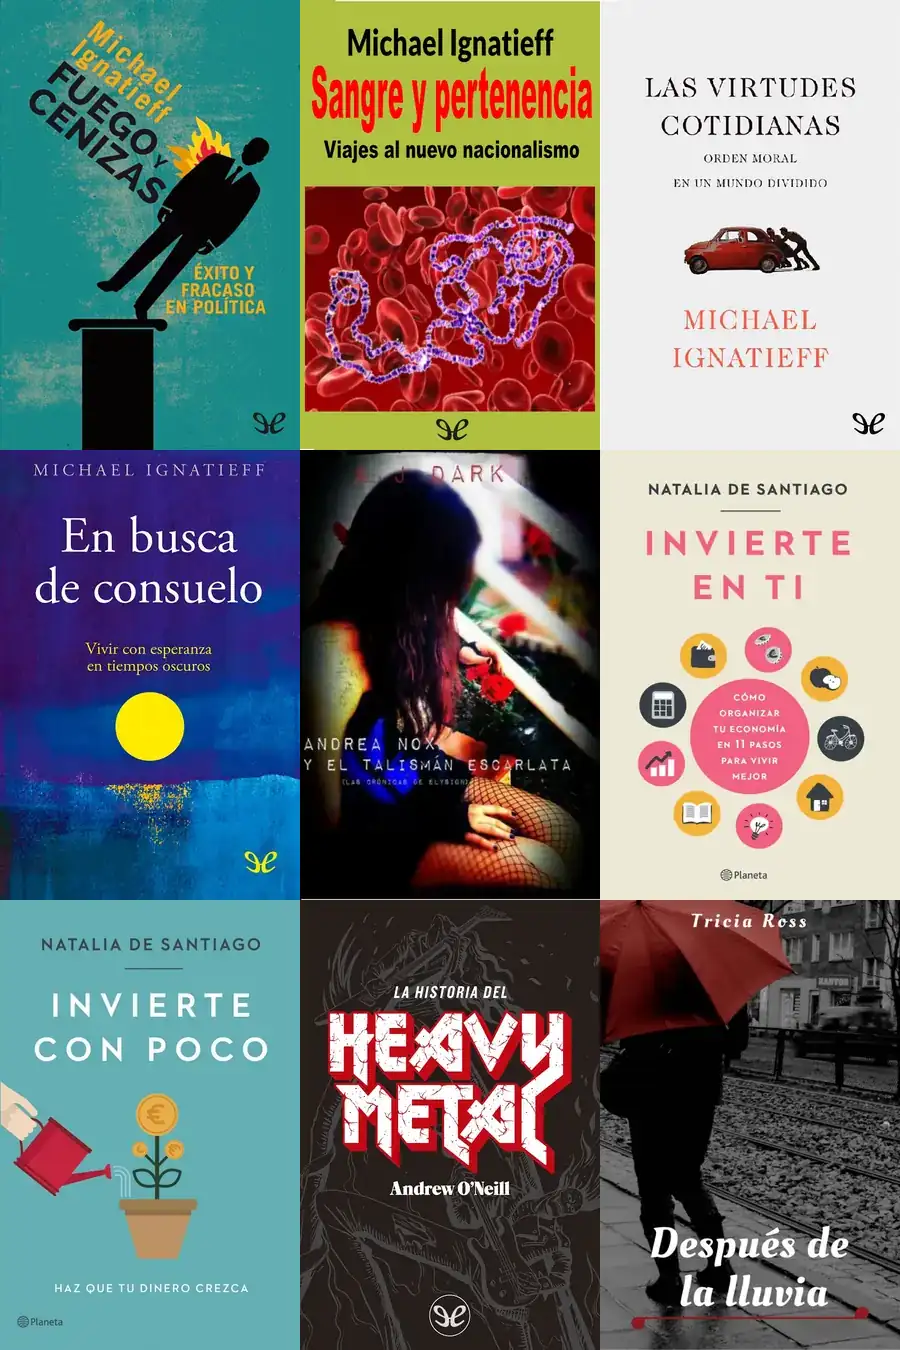 Michael
Ignatieff
FUEGO Y
CENIZAS
ÉXITO Y
FRACASO
EN POLÍTICA
Michael Ignatieff
Sangre y pertenencia
Viajes al nuevo nacionalismo
LAS VIRTUDES
COTIDIANAS
ORDEN MORAL
EN UN MUNDO DIVIDIDO
MICHAEL
IGNATIEFF
MICHAEL IGNATIEFF
En busca
de consuelo
Vivir con esperanza
en tiempos oscuros
J DARK
ANDREA NOX
Y EL TALISMÁN ESCARLATA
(LAS CRÓNICAS DE ELYSIUM)
NATALIA DE SANTIAGO
INVIERTE
EN TI
CÓMO
ORGANIZAR
TU ECONOMÍA
EN 11 PASOS
PARA VIVIR
MEJOR
Planeta
NATALIA DE SANTIAGO
INVIERTE
CON POCO
HAZ QUE TU DINERO CREZCA
Planeta
LA HISTORIA DEL
HEAVY
METAL
Andrew O'Neill
Tricia Ross
Después de
la lluvia